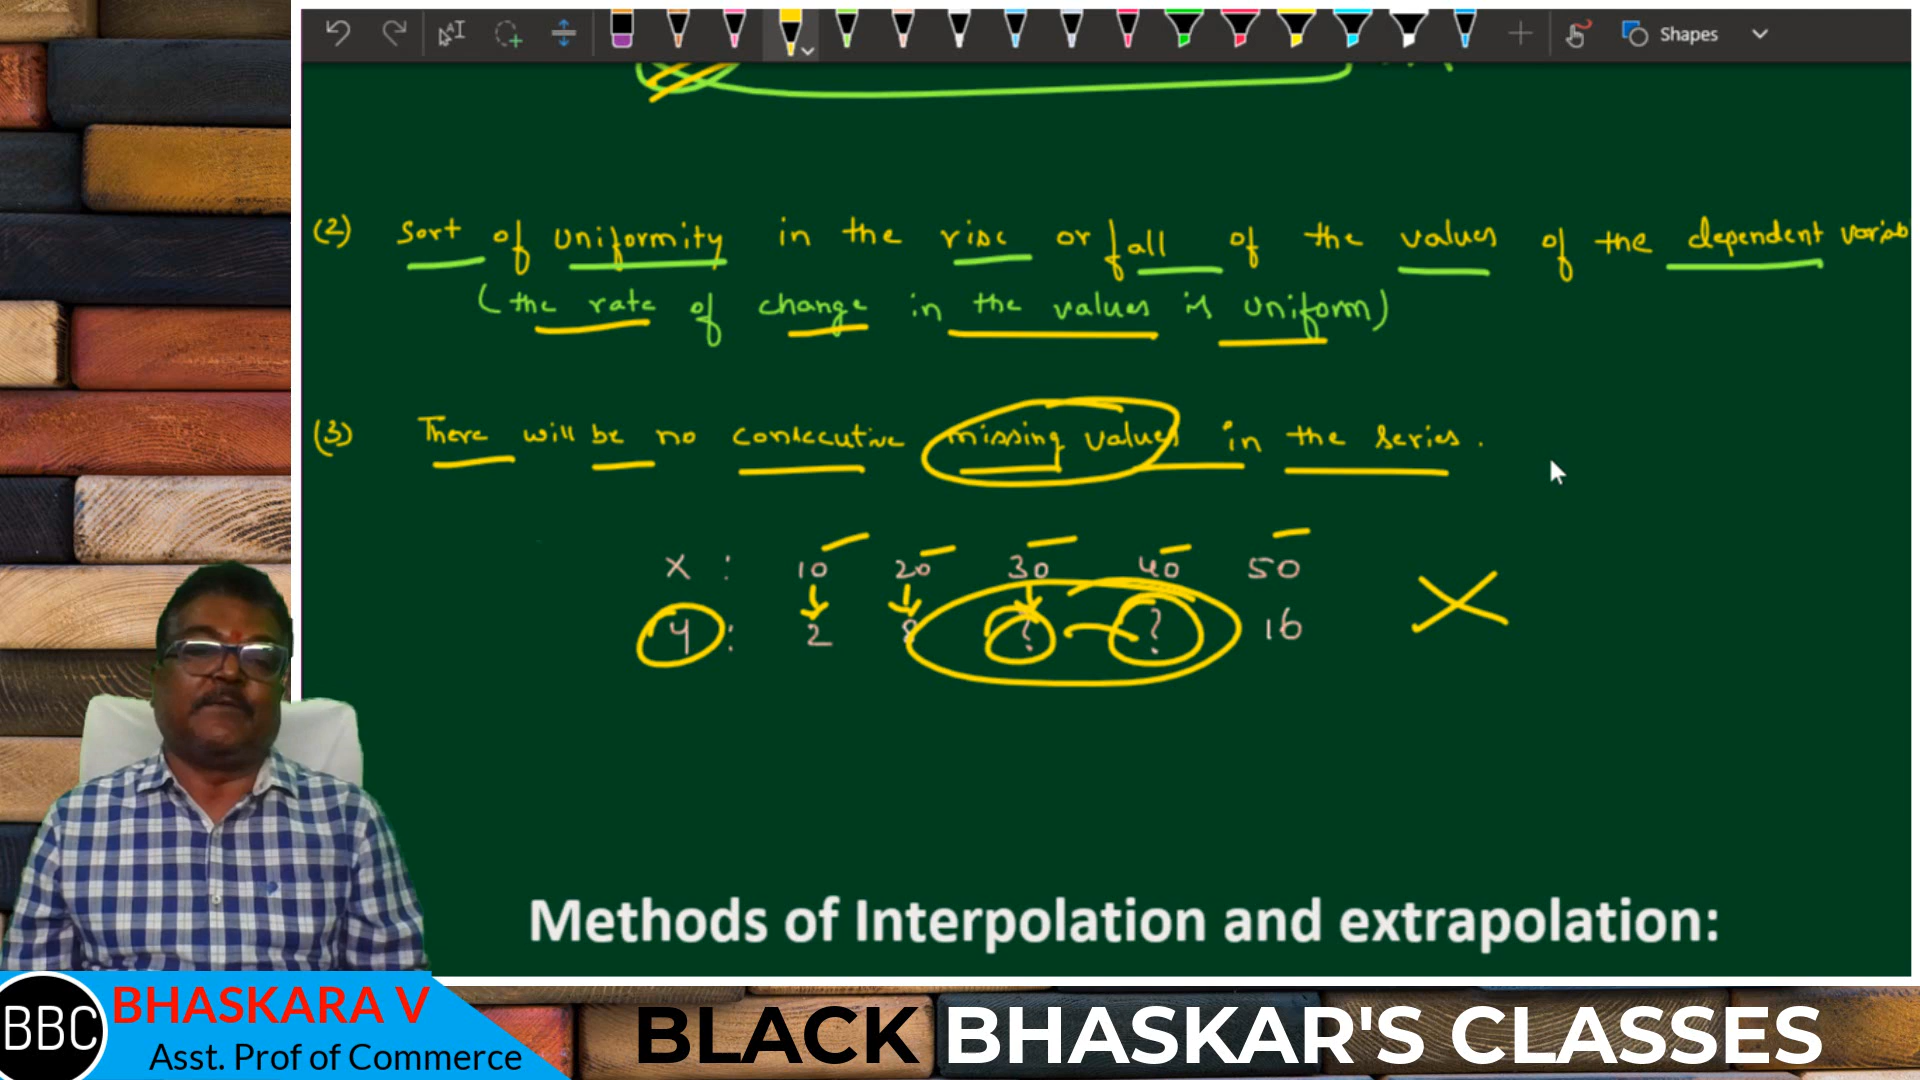 Shapes
(2) Sort of uniformity in the rise or fall of the values of the dependent variab
(the rate of change in the values is uniform)
(3) There will be no consecutive missing values in the series.
X : 10 20 30 40 50
Y : 2 8 ? ? 16
Methods of Interpolation and extrapolation:
BBC
BHASKARA V
Asst. Prof of Commerce
BLACK BHASKAR'S CLASSES